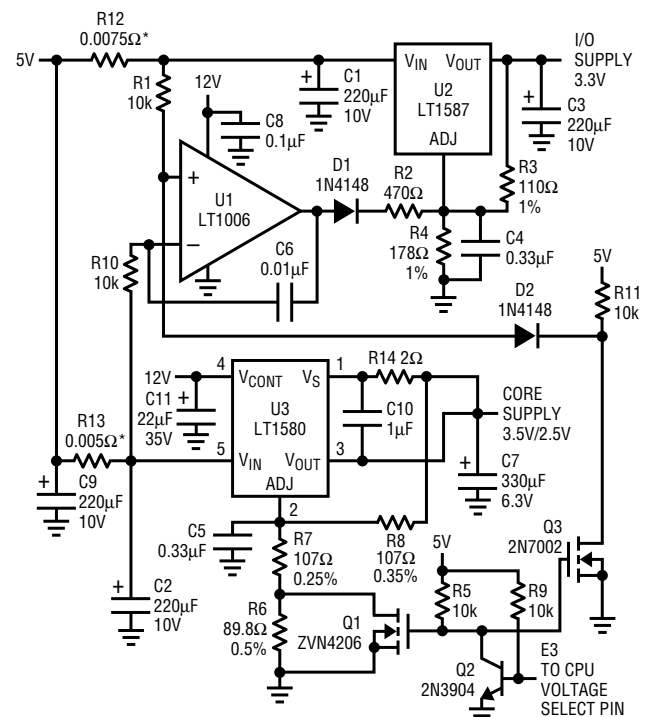 R12
0.0075Ω*
5V
R1
10k
12V
C8
0.1µF
+
C1
220µF
10V
VIN
VOUT
U2
LT1587
ADJ
I/O
SUPPLY
3.3V
+
C3
220µF
10V
+
U1
LT1006
–
D1
1N4148
R2
470Ω
R3
110Ω
1%
R4
178Ω
1%
C4
0.33µF
C6
0.01µF
R10
10k
5V
R11
10k
D2
1N4148
12V
4
VCONT
VS
1
R14 2Ω
C11
22µF
35V
+
U3
LT1580
C10
1µF
CORE
SUPPLY
3.5V/2.5V
R13
0.005Ω*
5
VIN
VOUT
3
ADJ
2
+
C9
220µF
10V
+
C7
330µF
6.3V
C5
0.33µF
R7
107Ω
0.25%
R8
107Ω
0.35%
Q3
2N7002
+
C2
220µF
10V
R6
89.8Ω
0.5%
Q1
ZVN4206
5V
R5
10k
R9
10k
Q2
2N3904
E3
TO CPU
VOLTAGE
SELECT PIN